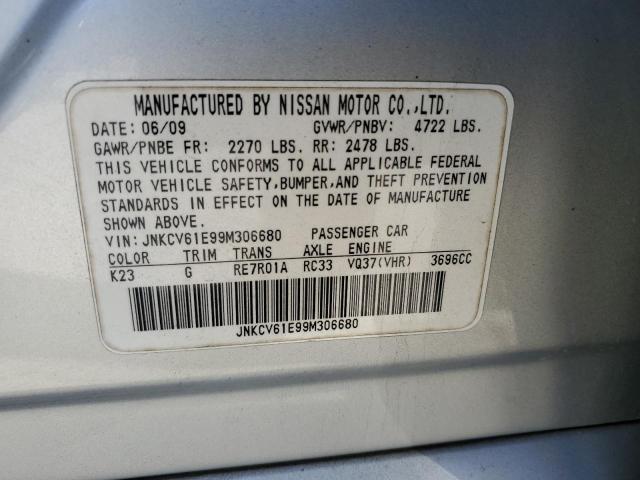 MANUFACTURED BY NISSAN MOTOR CO.,LTD.
DATE: 06/09 GVWR/PNBV: 4722 LBS.
GAWR/PNBE FR: 2270 LBS. RR: 2478 LBS.
THIS VEHICLE CONFORMS TO ALL APPLICABLE FEDERAL
MOTOR VEHICLE SAFETY,BUMPER,AND THEFT PREVENTION
STANDARDS IN EFFECT ON THE DATE OF MANUFACTURE
SHOWN ABOVE.
VIN: JNKCV61E99M306680 PASSENGER CAR
COLOR TRIM TRANS AXLE ENGINE
K23 G RE7R01A RC33 VQ37(VHR) 3696CC
JNKCV61E99M306680